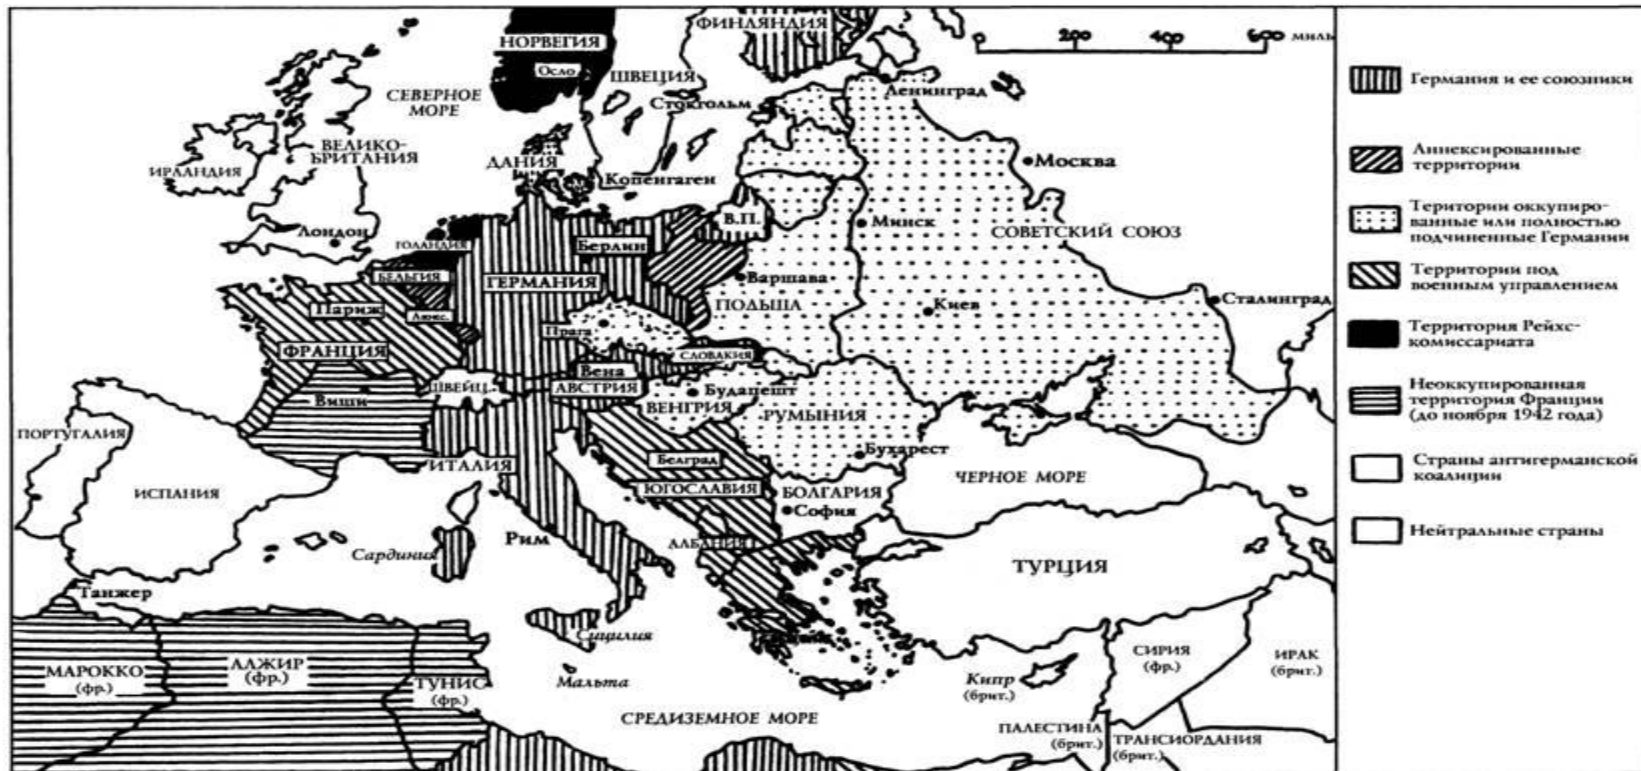 ФИНЛЯНДИЯ
НОРВЕГИЯ
0 200 400 600 миль
Осло
ШВЕЦИЯ
СЕВЕРНОЕ
МОРЕ
Стокгольм
Ленинград
ВЕЛИКО-
БРИТАНИЯ
ИРЛАНДИЯ
ДАНИЯ
Москва
Копенгаген
В.П.
Минск
СОВЕТСКИЙ СОЮЗ
Лондон
ГОЛАНДИЯ
Берлин
БЕЛЬГИЯ
ГЕРМАНИЯ
Варшава
ПОДЬША
Сталинград
Киев
Париж
Люкс.
Прага
ФРАНЦИЯ
СЛОВАКИЯ
Вена
ШВЕЙЦ.
АВСТРИЯ
Будапешт
Виши
ВЕНГРИЯ
РУМЫНИЯ
ПОРТУГАЛИЯ
Бухарест
ИТАЛИЯ
Белград
ЧЕРНОЕ МОРЕ
ИСПАНИЯ
ЮГОСЛАВИЯ
БОЛГАРИЯ
София
Рим
АЛБАНИЯ
Сардиния
ТУРЦИЯ
Танжер
Сицилия
МАРОККО
(фр.)
АЛЖИР
(фр.)
ТУНИС
(фр.)
Мальта
Кипр
(брит.)
СИРИЯ
(фр.)
ИРАК
(брит.)
СРЕДИЗЕМНОЕ МОРЕ
ПАЛЕСТИНА
(брит.)
ТРАНСИОРДАНИЯ
(брит.)
Германия и ее союзники
Аннексированные
территории
Територии оккупиро-
ванные или полностью
подчиненные Германии
Территории под
военным управлением
Территория Рейхс-
комиссариата
Неоккупированная
территория Франции
(до ноября 1942 года)
Страны антигерманской
коалиции
Нейтральные страны